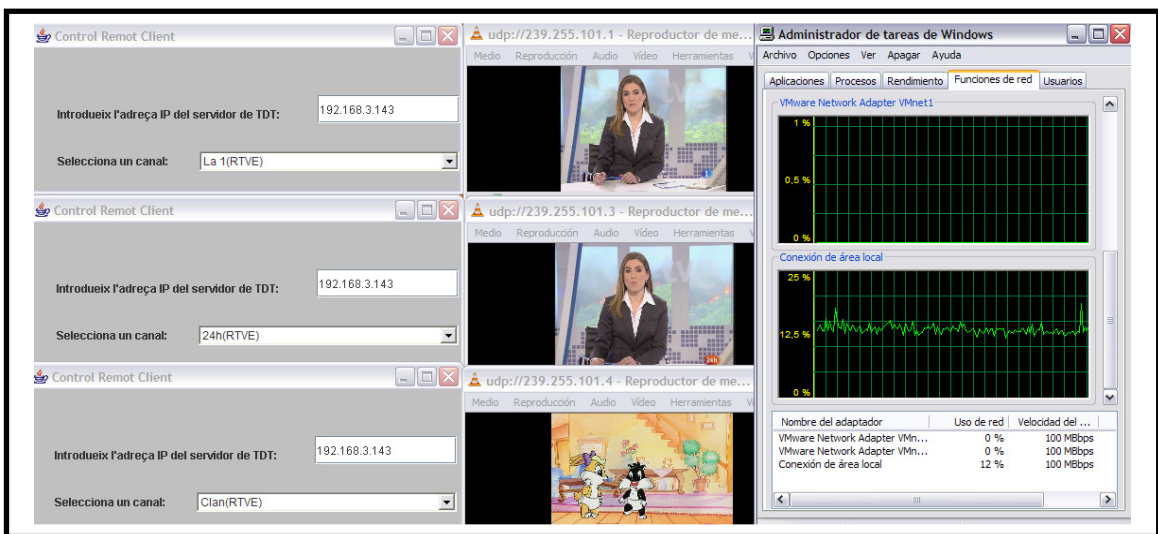 Control Remot Client
Introdueix l'adreça IP del servidor de TDT:
192.168.3.143
Selecciona un canal:
La 1(RTVE)
Control Remot Client
Introdueix l'adreça IP del servidor de TDT:
192.168.3.143
Selecciona un canal:
24h(RTVE)
Control Remot Client
Introdueix l'adreça IP del servidor de TDT:
192.168.3.143
Selecciona un canal:
Clan(RTVE)
udp://239.255.101.1 - Reproductor de me...
Medio Reproducción Audio Vídeo Herramientas V
1
udp://239.255.101.3 - Reproductor de me...
Medio Reproducción Audio Vídeo Herramientas V
24h
udp://239.255.101.4 - Reproductor de me...
Medio Reproducción Audio Vídeo Herramientas Vi
Administrador de tareas de Windows
Archivo Opciones Ver Apagar Ayuda
Aplicaciones Procesos Rendimiento Funciones de red Usuarios
VMware Network Adapter VMnet1
1 %
0,5 %
0 %
Conexión de área local
25 %
12,5 %
0 %
Nombre del adaptador Uso de red Velocidad del ...
VMware Network Adapter VMn... 0 % 100 MBbps
VMware Network Adapter VMn... 0 % 100 MBbps
Conexión de área local 12 % 100 MBbps